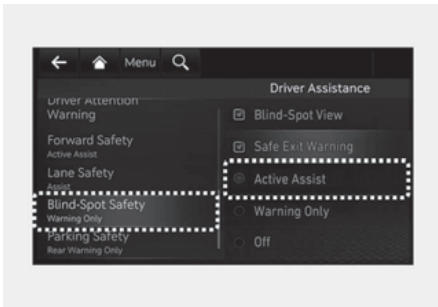 Menu
Driver Assistance
Driver Attention
Warning
Forward Safety
Active Assist
Lane Safety
Assist
Blind-Spot Safety
Warning Only
Parking Safety
Rear Warning Only
Blind-Spot View
Safe Exit Warning
Active Assist
Warning Only
Off